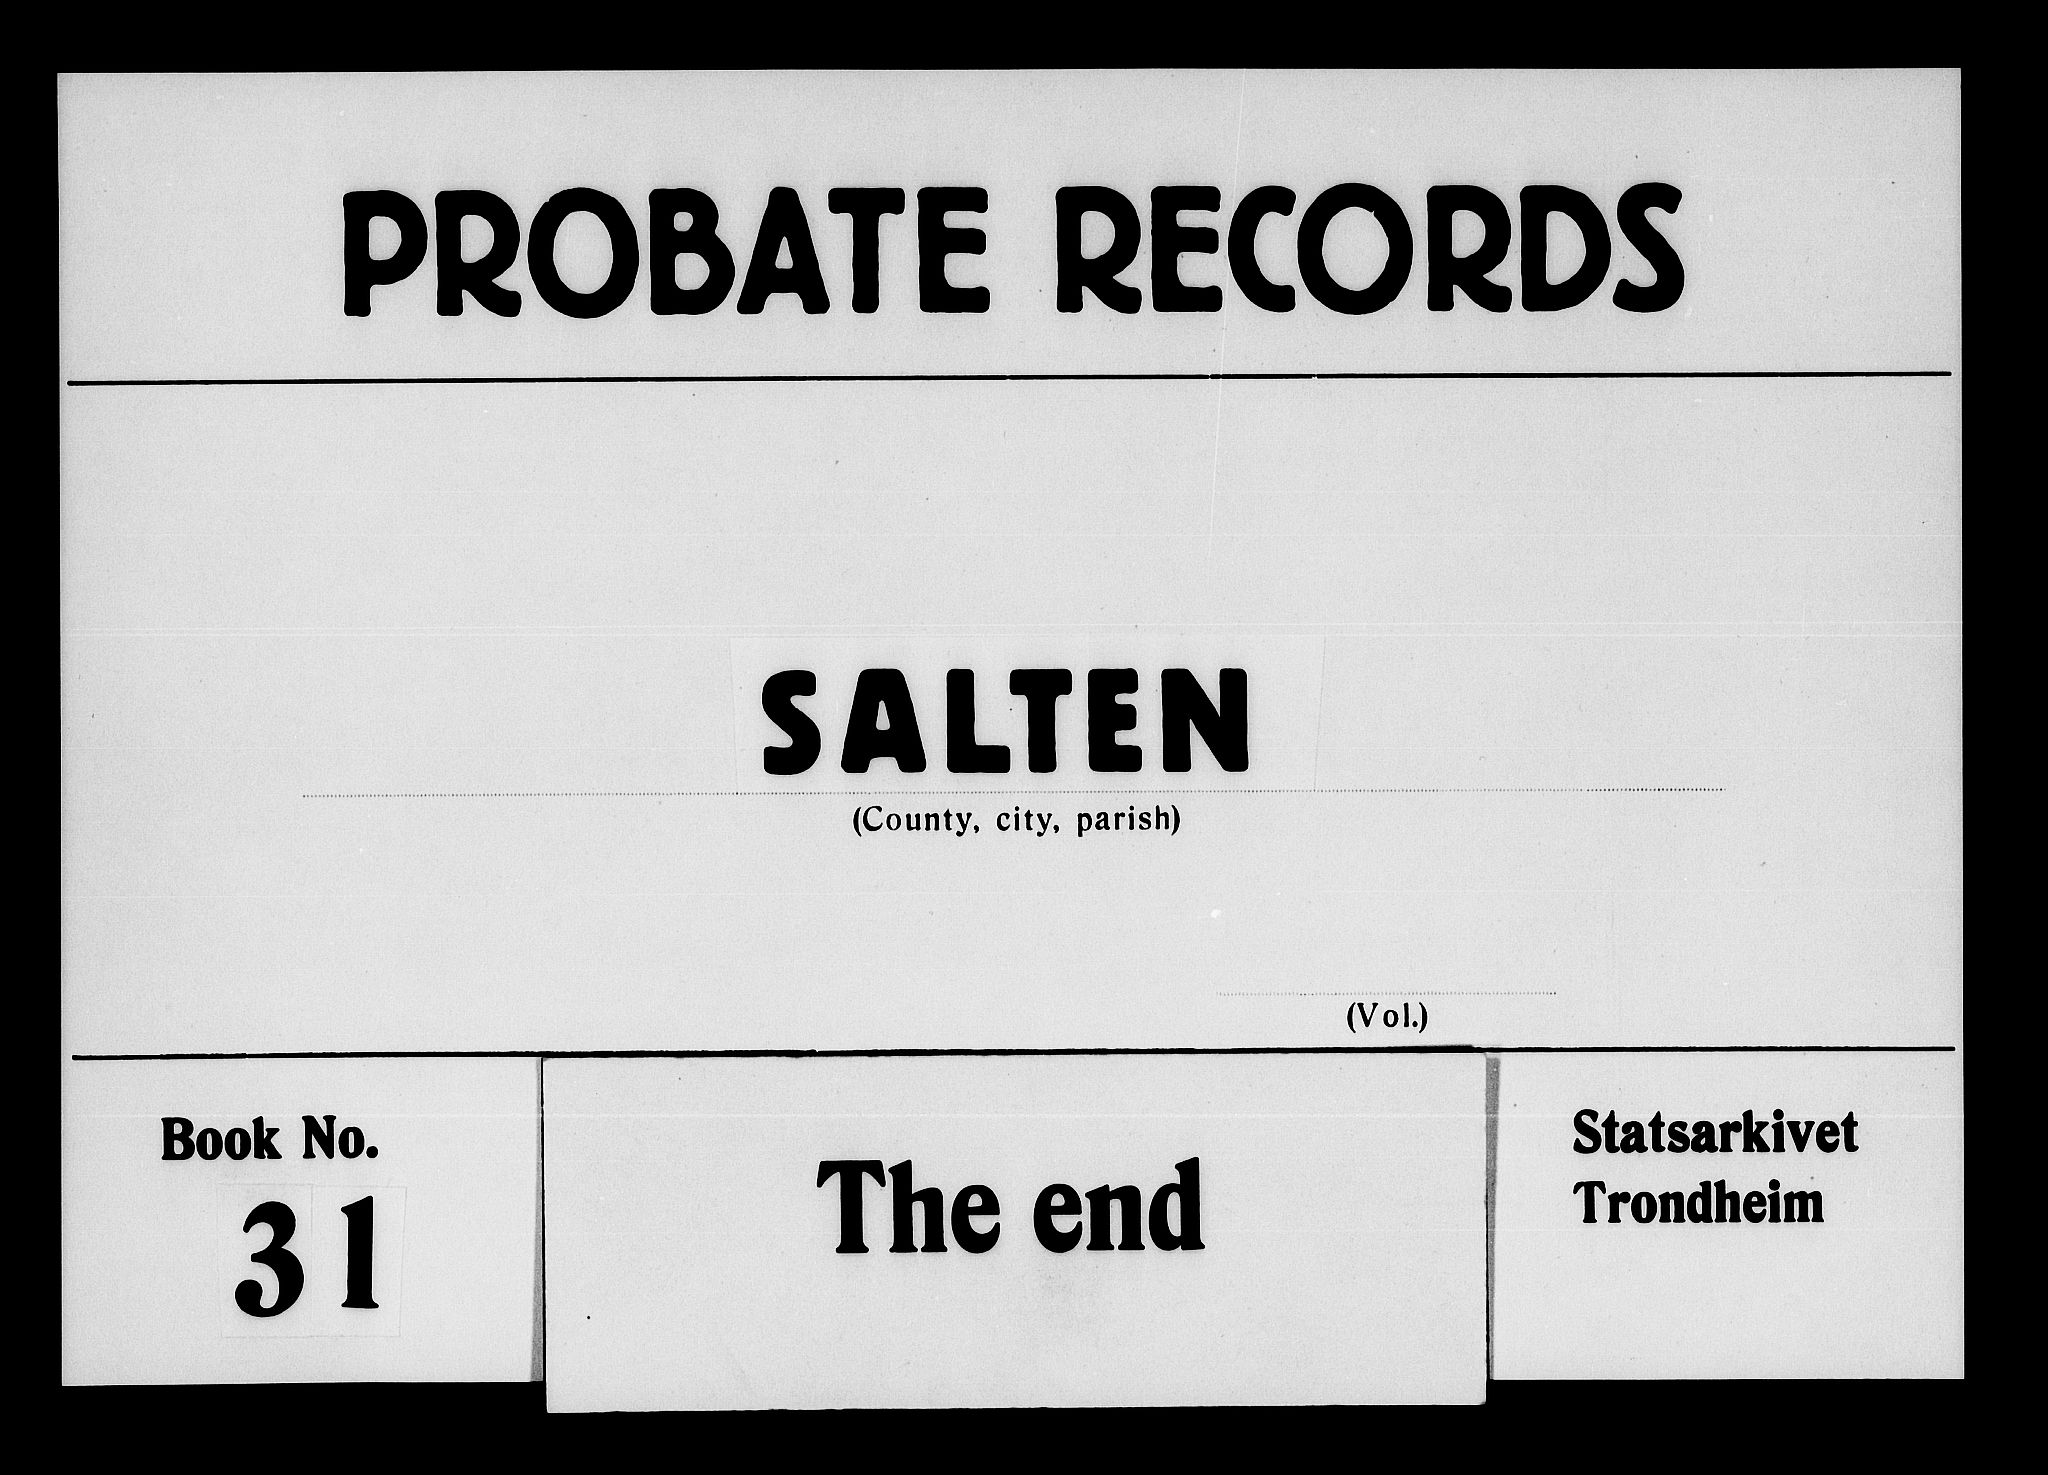 PROBATE RECORDS
SALTEN
(County, city, parish)
(Vol.)
Book No.
31
The end
Statsarkivet
Trondheim